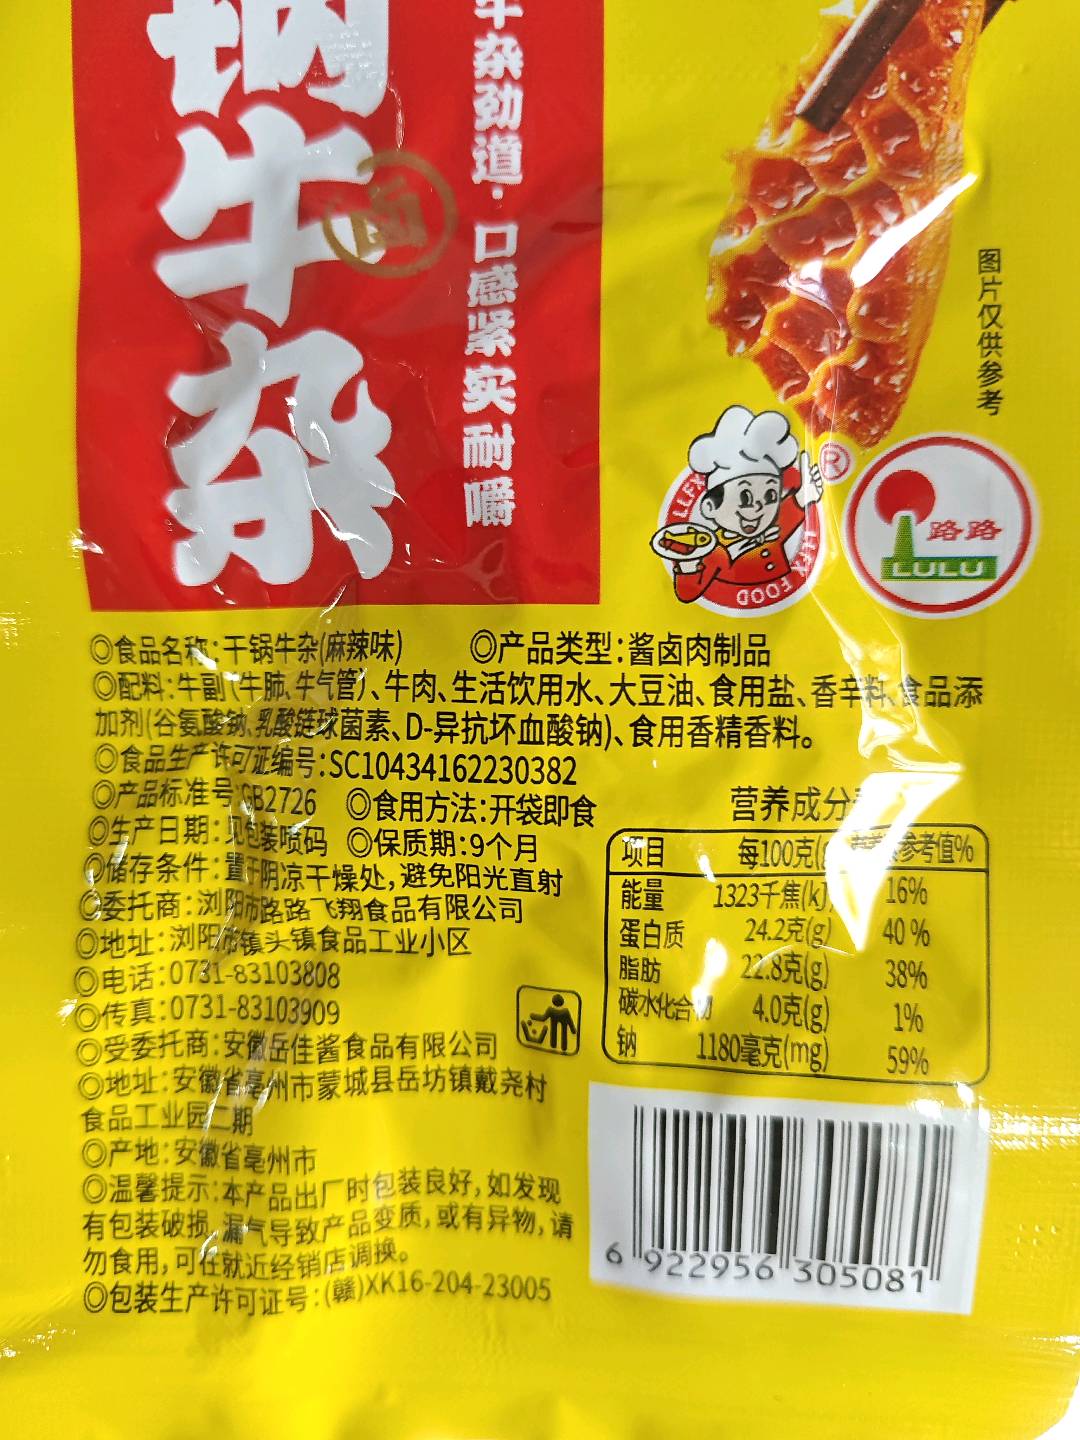 锅牛杂
卤
牛杂劲道·口感紧实耐嚼
图片仅供参考
LLFX
LLFX FOOD
®
路路
LULU
◎食品名称:干锅牛杂(麻辣味) ◎产品类型:酱卤肉制品
◎配料:牛副(牛肺、牛气管)、牛肉、生活饮用水、大豆油、食用盐、香辛料、食品添
加剂(谷氨酸钠、乳酸链球菌素、D-异抗坏血酸钠)、食用香精香料。
◎食品生产许可证编号:SC10434162230382
◎产品标准号:GB2726 ◎食用方法:开袋即食
◎生产日期:见包装喷码 ◎保质期:9个月
◎储存条件:置于阴凉干燥处,避免阳光直射
◎委托商:浏阳市路路飞翔食品有限公司
◎地址:浏阳市镇头镇食品工业小区
◎电话:0731-83103808
◎传真:0731-83103909
◎受委托商:安徽岳佳酱食品有限公司
◎地址:安徽省亳州市蒙城县岳坊镇戴尧村
食品工业园二期
◎产地:安徽省亳州市
◎温馨提示:本产品出厂时包装良好,如发现
有包装破损,漏气导致产品变质,或有异物,请
勿食用,可在就近经销店调换。
◎包装生产许可证号:(赣)XK16-204-23005
营养成分
项目 每100克( 参考值%
能量 1323千焦(kJ) 16%
蛋白质 24.2克(g) 40%
脂肪 22.8克(g) 38%
碳水化合物 4.0克(g) 1%
钠 1180毫克(mg) 59%
6 922956 305081